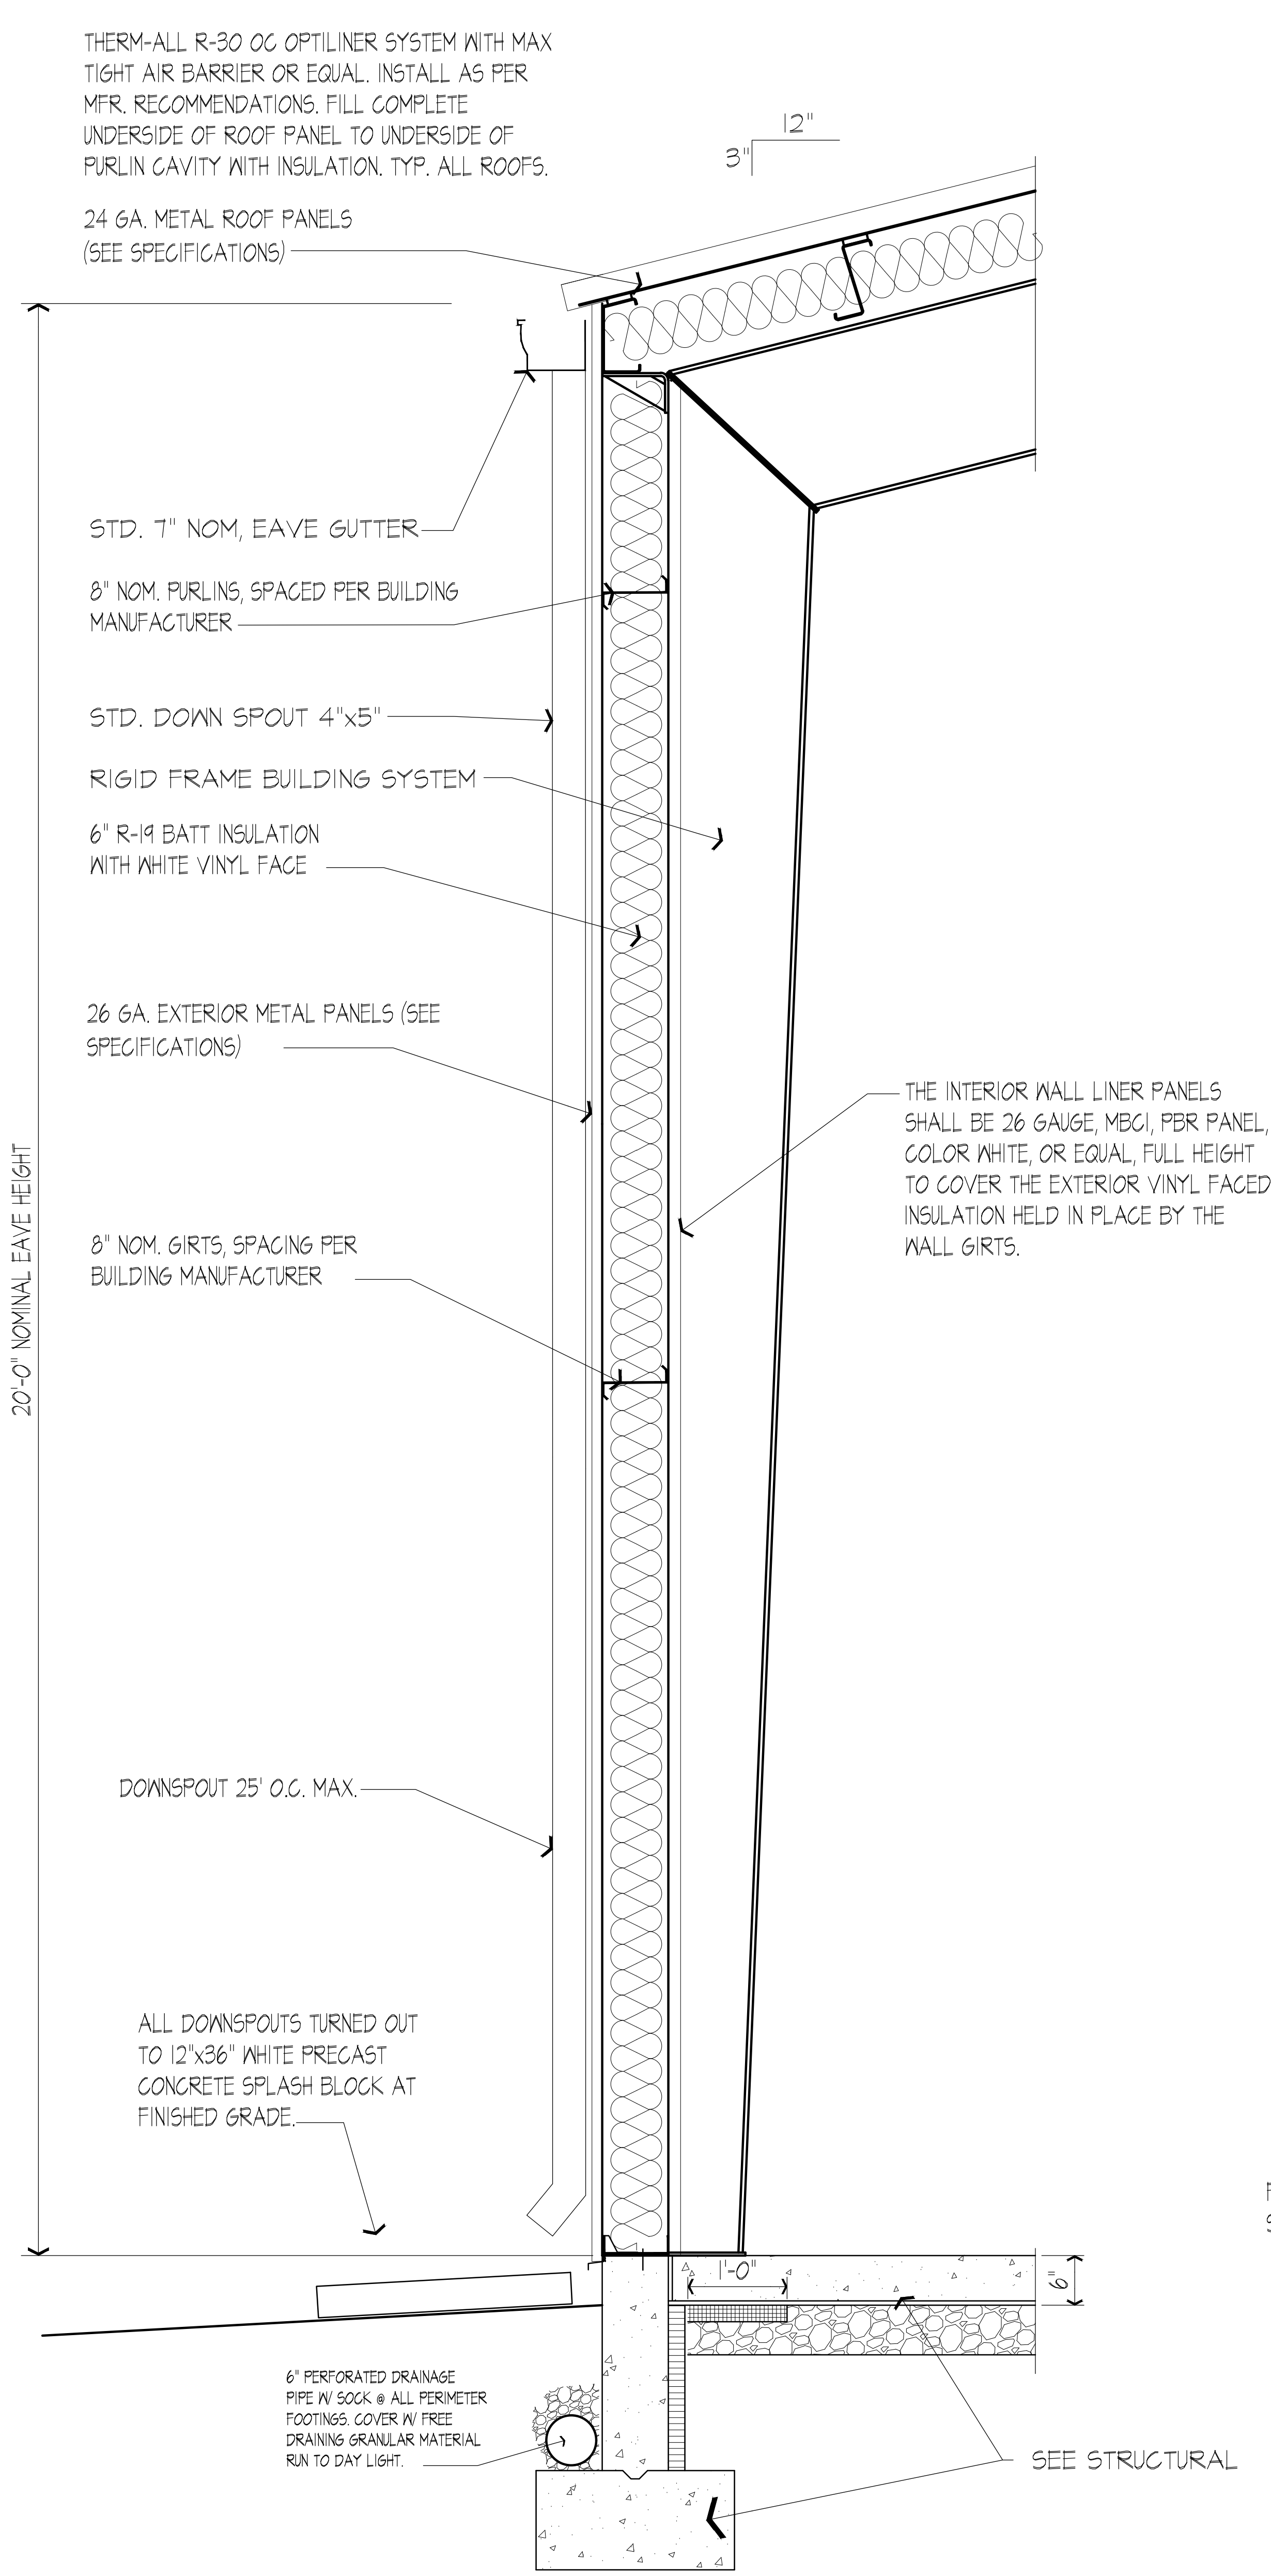 THERM-ALL R-30 OC OPTILINER SYSTEM WITH MAX
TIGHT AIR BARRIER OR EQUAL. INSTALL AS PER
MFR. RECOMMENDATIONS. FILL COMPLETE
UNDERSIDE OF ROOF PANEL TO UNDERSIDE OF
PURLIN CAVITY WITH INSULATION. TYP. ALL ROOFS.
12"
3"
24 GA. METAL ROOF PANELS
(SEE SPECIFICATIONS)
STD. 7" NOM, EAVE GUTTER
8" NOM. PURLINS, SPACED PER BUILDING
MANUFACTURER
STD. DOWN SPOUT 4"x5"
RIGID FRAME BUILDING SYSTEM
6" R-19 BATT INSULATION
WITH WHITE VINYL FACE
26 GA. EXTERIOR METAL PANELS (SEE
SPECIFICATIONS)
THE INTERIOR WALL LINER PANELS
SHALL BE 26 GAUGE, MBCI, PBR PANEL,
COLOR WHITE, OR EQUAL, FULL HEIGHT
TO COVER THE EXTERIOR VINYL FACED
INSULATION HELD IN PLACE BY THE
WALL GIRTS.
20'-0" NOMINAL EAVE HEIGHT
8" NOM. GIRTS, SPACING PER
BUILDING MANUFACTURER
DOWNSPOUT 25' O.C. MAX.
ALL DOWNSPOUTS TURNED OUT
TO 12"x36" WHITE PRECAST
CONCRETE SPLASH BLOCK AT
FINISHED GRADE.
1'-0"
6"
6" PERFORATED DRAINAGE
PIPE W/ SOCK @ ALL PERIMETER
FOOTINGS. COVER W/ FREE
DRAINING GRANULAR MATERIAL
RUN TO DAY LIGHT.
SEE STRUCTURAL